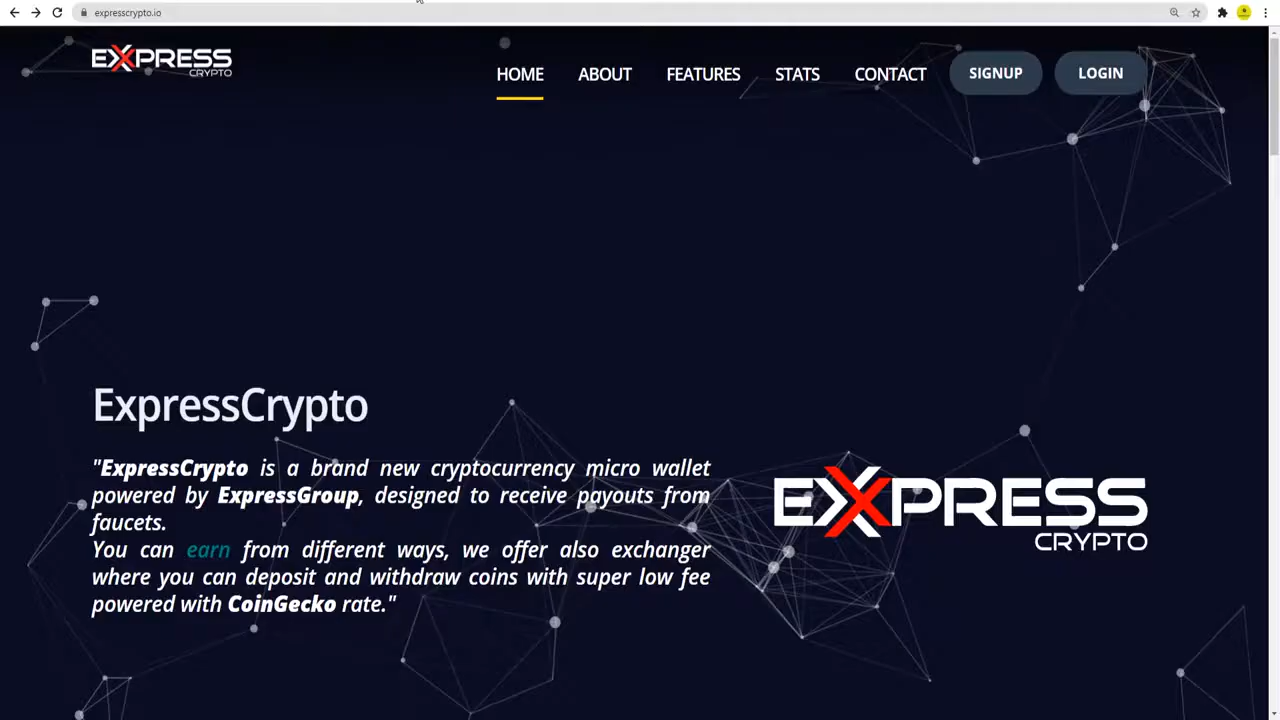 expresscrypto.io
EXPRESS
CRYPTO
HOME
ABOUT
FEATURES
STATS
CONTACT
SIGNUP
LOGIN
ExpressCrypto
"ExpressCrypto is a brand new cryptocurrency micro wallet
powered by ExpressGroup, designed to receive payouts from
faucets.
You can earn from different ways, we offer also exchanger
where you can deposit and withdraw coins with super low fee
powered with CoinGecko rate."
EXPRESS
CRYPTO